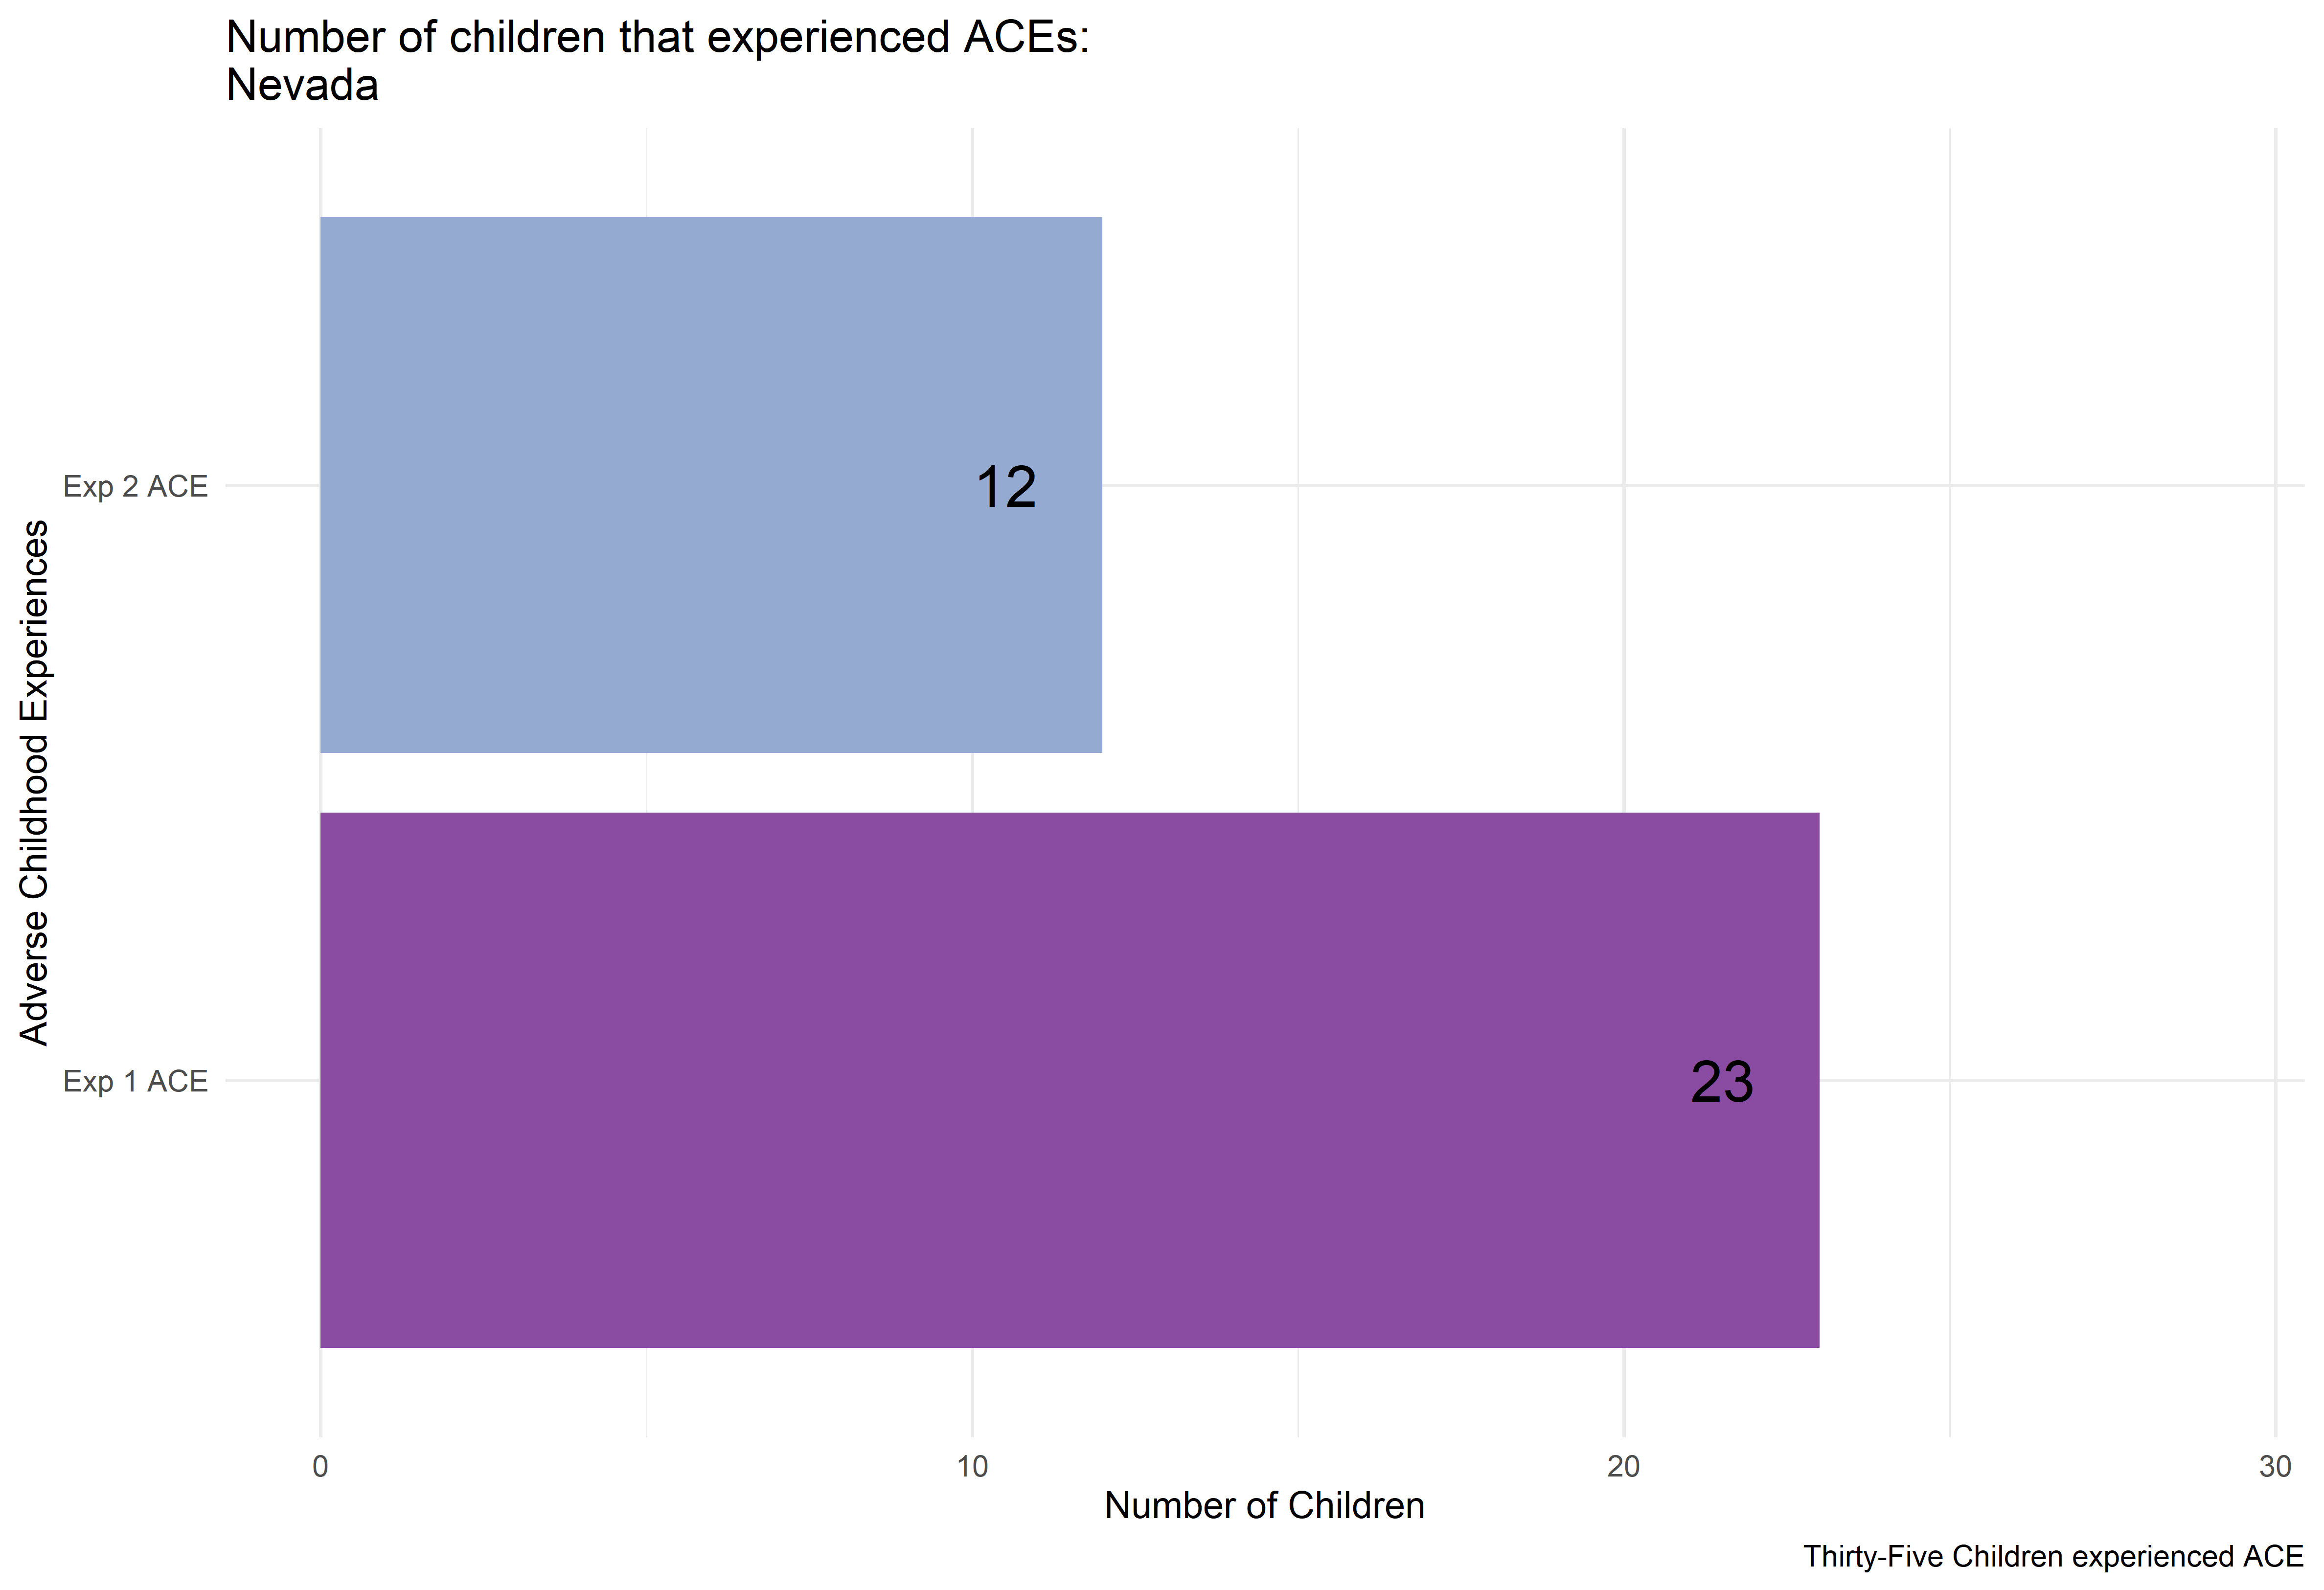 Number of children that experienced ACEs:
Nevada
Adverse Childhood Experiences
Exp 2 ACE
12
Exp 1 ACE
23
0
10
20
30
Number of Children
Thirty-Five Children experienced ACE